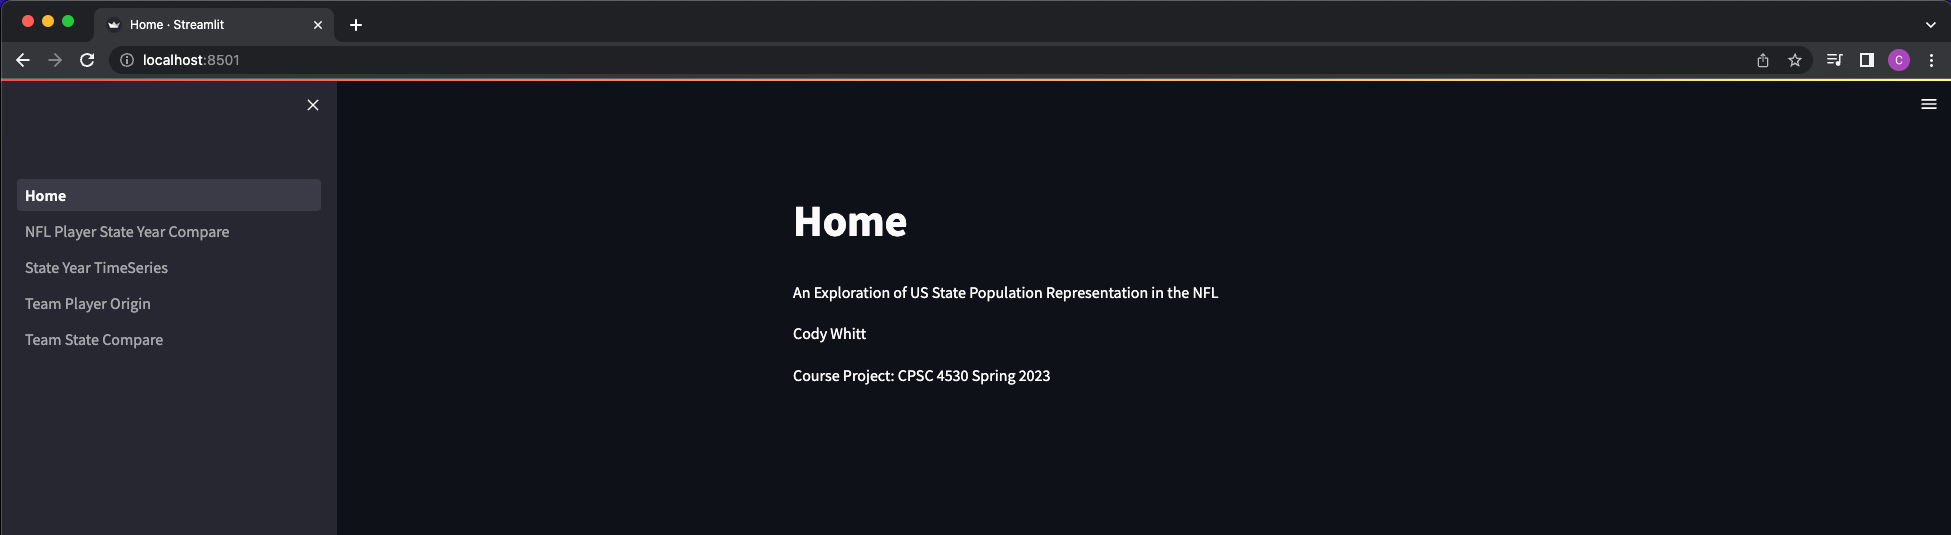 Home · Streamlit
localhost:8501
C
Home
NFL Player State Year Compare
State Year TimeSeries
Team Player Origin
Team State Compare
Home
An Exploration of US State Population Representation in the NFL
Cody Whitt
Course Project: CPSC 4530 Spring 2023